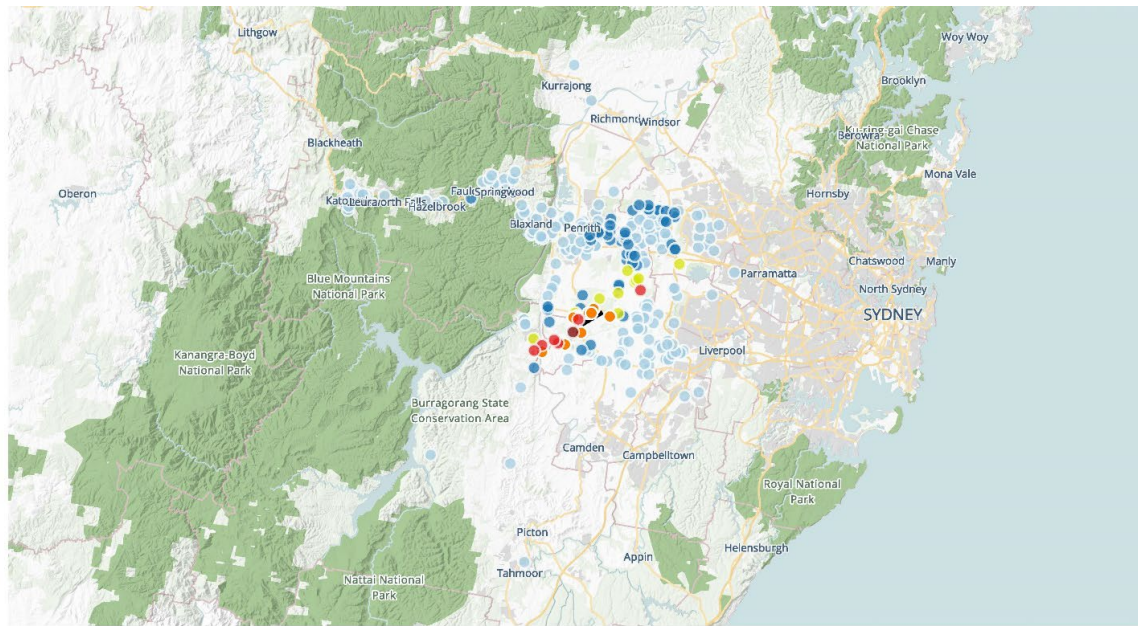 Lithgow
Woy Woy
Brooklyn
Kurrajong
Richmond
Windsor
Ku-ring-gai Chase
National Park
Berowra
Blackheath
Mona Vale
Oberon
Springwood
Hazelbrook
Hornsby
Blaxland
Penrith
Chatswood
Manly
Parramatta
Blue Mountains
National Park
North Sydney
SYDNEY
Kanangra-Boyd
National Park
Liverpool
Burragorang State
Conservation Area
Camden
Campbelltown
Royal National
Park
Picton
Appin
Helensburgh
Tahmoor
Nattai National
Park